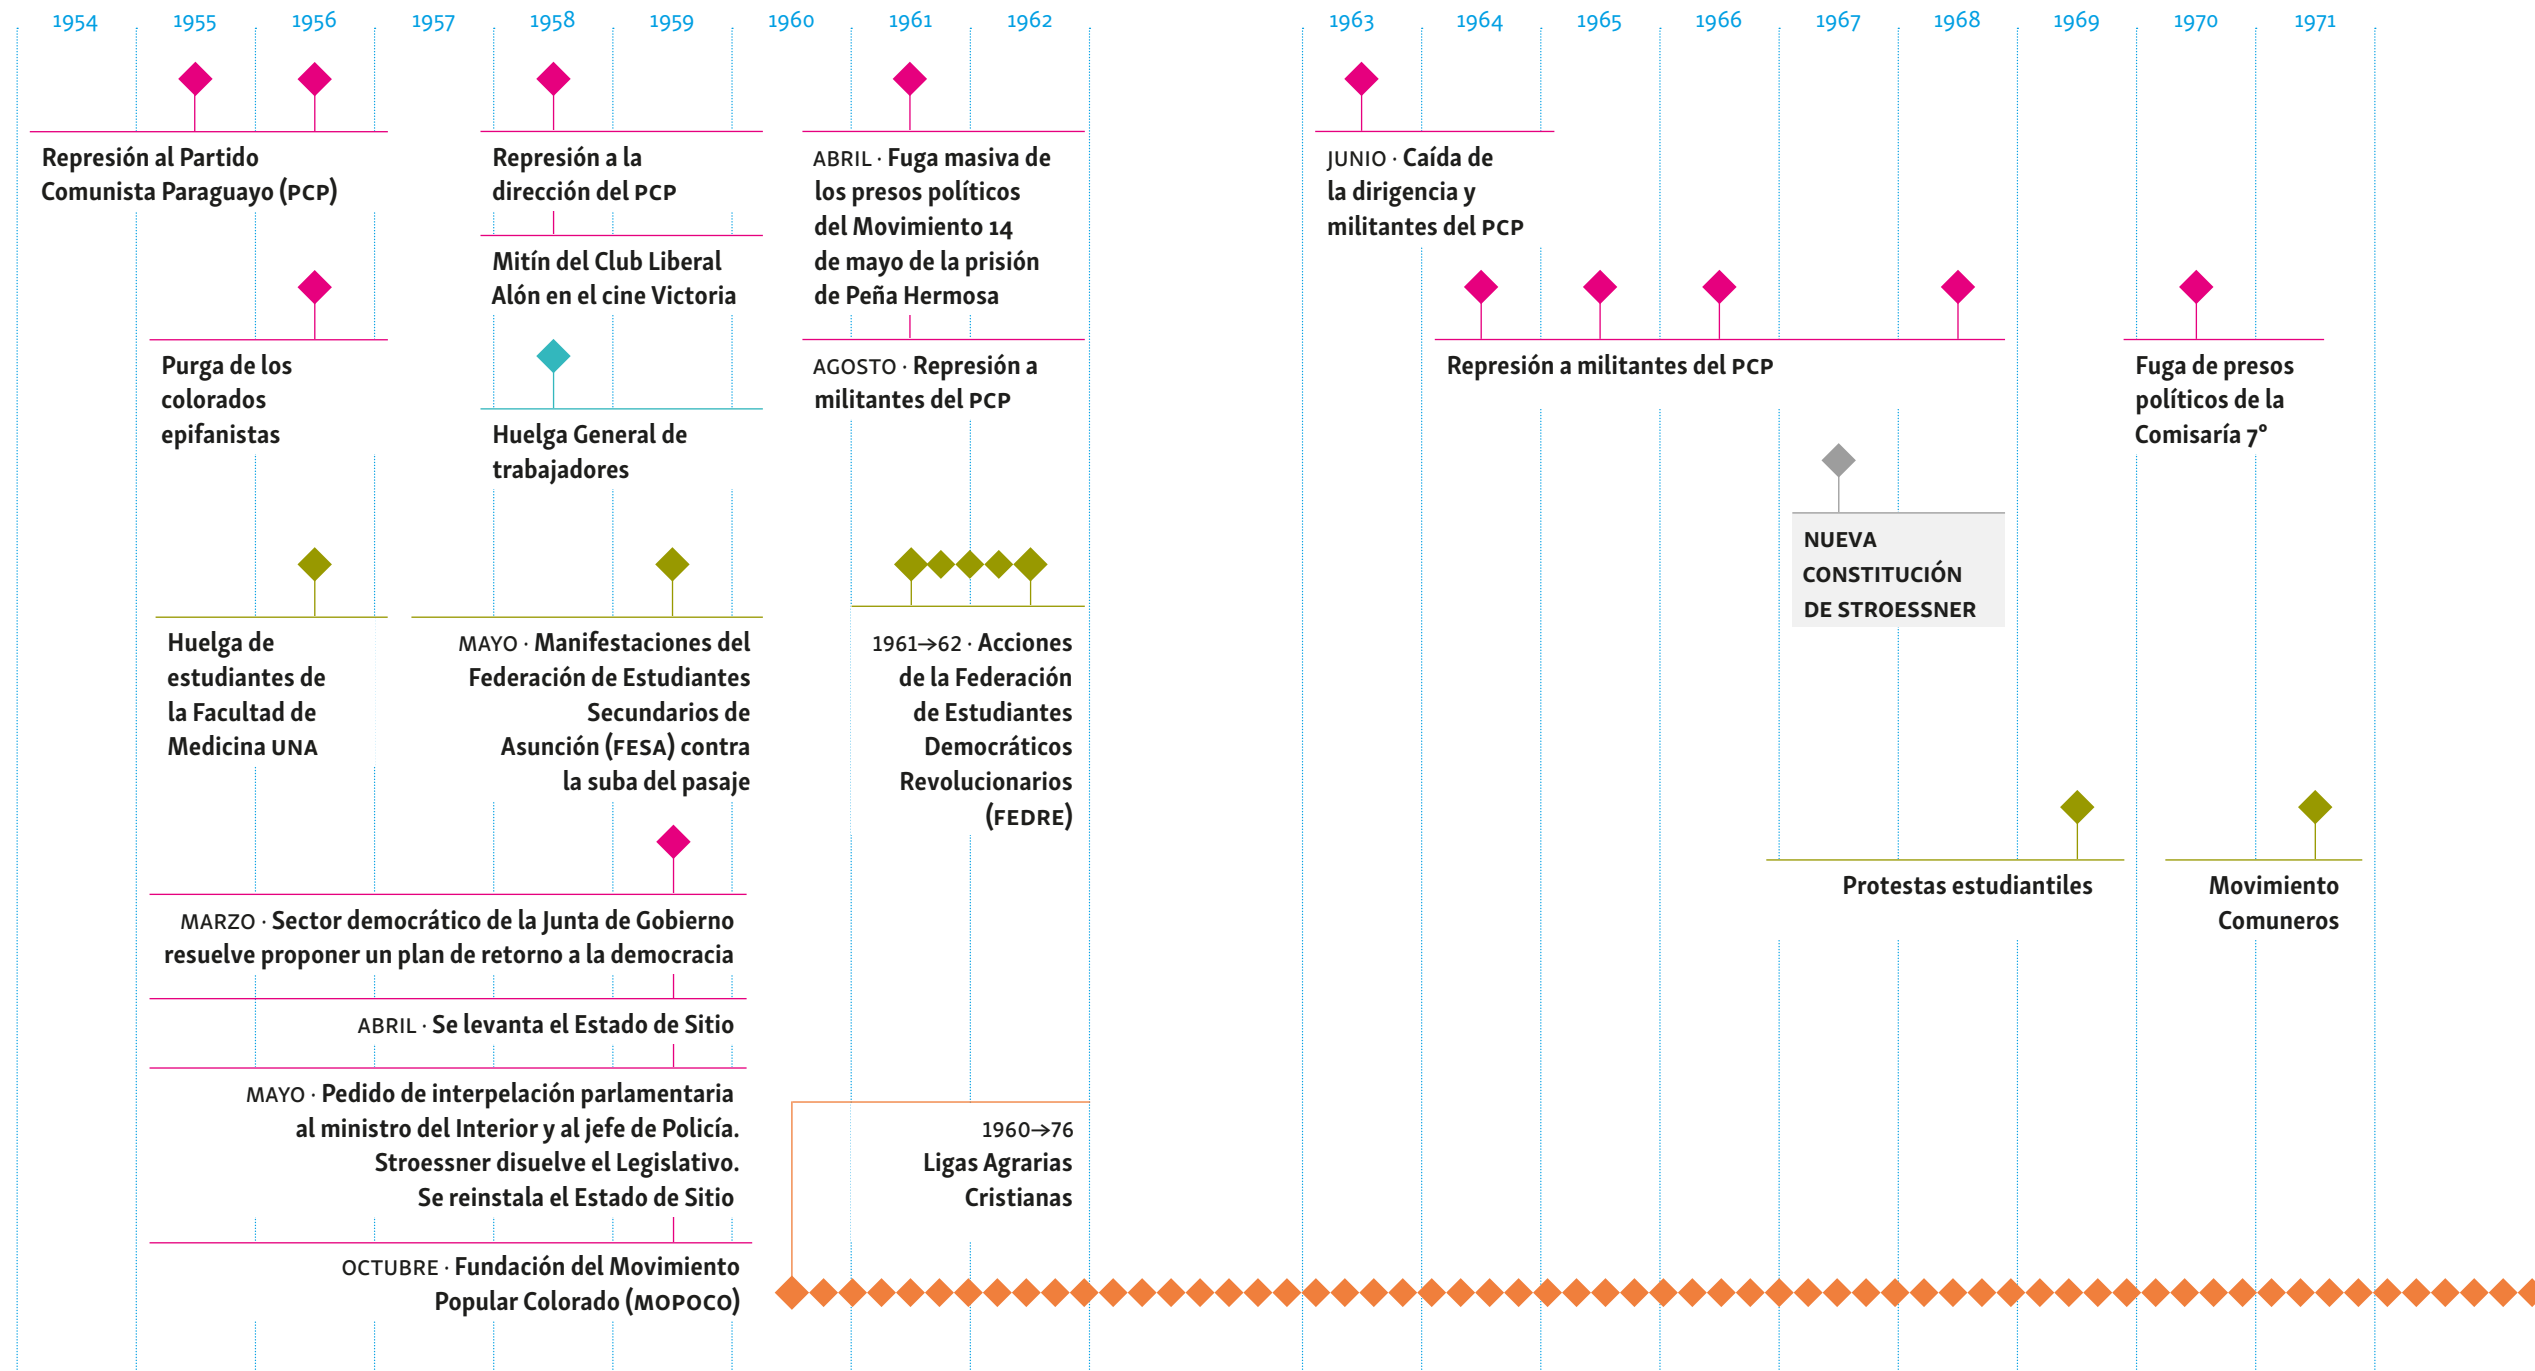 1954 1955 1956 1957 1958 1959 1960 1961 1962 1963 1964 1965 1966 1967 1968 1969 1970 1971
Represión al Partido
Comunista Paraguayo (PCP)
Purga de los
colorados
epifanistas
Huelga de
estudiantes de
la Facultad de
Medicina UNA
Represión a la
dirección del PCP
Mitín del Club Liberal
Alón en el cine Victoria
Huelga General de
trabajadores
MAYO · Manifestaciones del
Federación de Estudiantes
Secundarios de
Asunción (FESA) contra
la suba del pasaje
MARZO · Sector democrático de la Junta de Gobierno
resuelve proponer un plan de retorno a la democracia
ABRIL · Se levanta el Estado de Sitio
MAYO · Pedido de interpelación parlamentaria
al ministro del Interior y al jefe de Policía.
Stroessner disuelve el Legislativo.
Se reinstala el Estado de Sitio
OCTUBRE · Fundación del Movimiento
Popular Colorado (MOPOCO)
ABRIL · Fuga masiva de
los presos políticos
del Movimiento 14
de mayo de la prisión
de Peña Hermosa
AGOSTO · Represión a
militantes del PCP
1961→62 · Acciones
de la Federación
de Estudiantes
Democráticos
Revolucionarios
(FEDRE)
1960→76
Ligas Agrarias
Cristianas
JUNIO · Caída de
la dirigencia y
militantes del PCP
Represión a militantes del PCP
NUEVA
CONSTITUCIÓN
DE STROESSNER
Protestas estudiantiles
Fuga de presos
políticos de la
Comisaría 7°
Movimiento
Comuneros